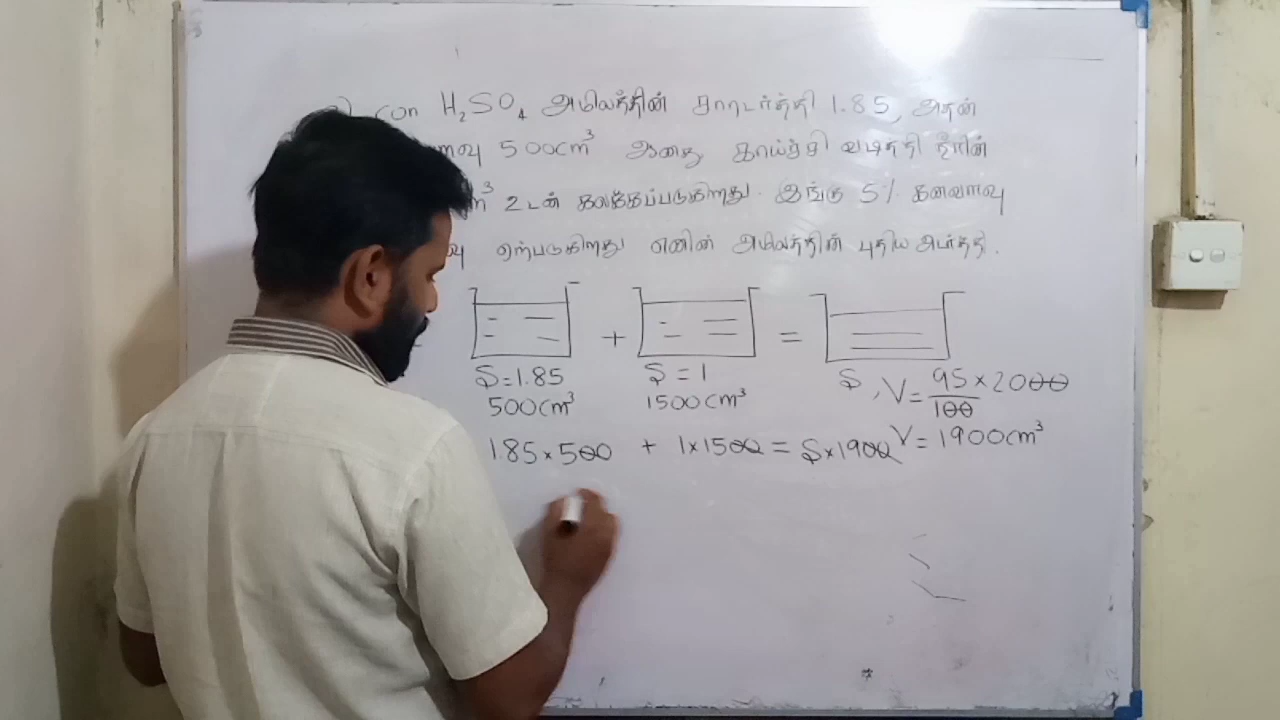 con H₂SO₄ அமிலத்தின் சாரடர்த்தி 1.85, அதன்
500cm³ ஆனது காய்ச்சி வடித்த நீரின்
உடன் கலக்கப்படுகிறது. இங்கு 5% கனவளவு
ஏற்படுகிறது எனின் அமிலத்தின் புதிய அடர்த்தி.
+ =
S=1.85 S=1 S, V= 95×2000/100
500cm³ 1500cm³
1.85×500 + 1×1500 = S×1900 V = 1900cm³